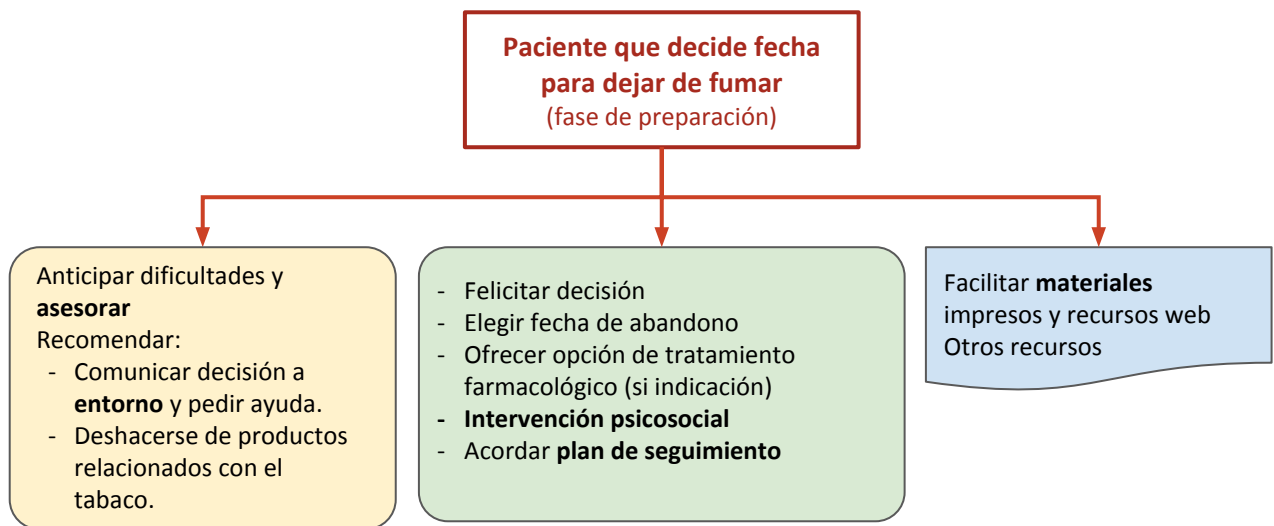 Paciente que decide fecha
para dejar de fumar
(fase de preparación)
Anticipar dificultades y
asesorar
Recomendar:
- Comunicar decisión a
entorno y pedir ayuda.
- Deshacerse de productos
relacionados con el
tabaco.
- Felicitar decisión
- Elegir fecha de abandono
- Ofrecer opción de tratamiento
farmacológico (si indicación)
- Intervención psicosocial
- Acordar plan de seguimiento
Facilitar materiales
impresos y recursos web
Otros recursos